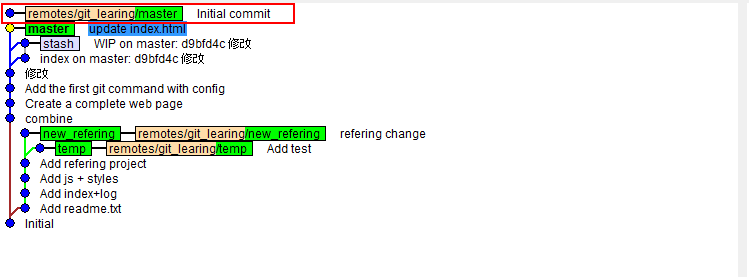 remotes/git_learing/master Initial commit
master update index.html
stash WIP on master: d9bfd4c 修改
index on master: d9bfd4c 修改
修改
Add the first git command with config
Create a complete web page
combine
new_refering remotes/git_learing/new_refering refering change
temp remotes/git_learing/temp Add test
Add refering project
Add js + styles
Add index+log
Add readme.txt
Initial